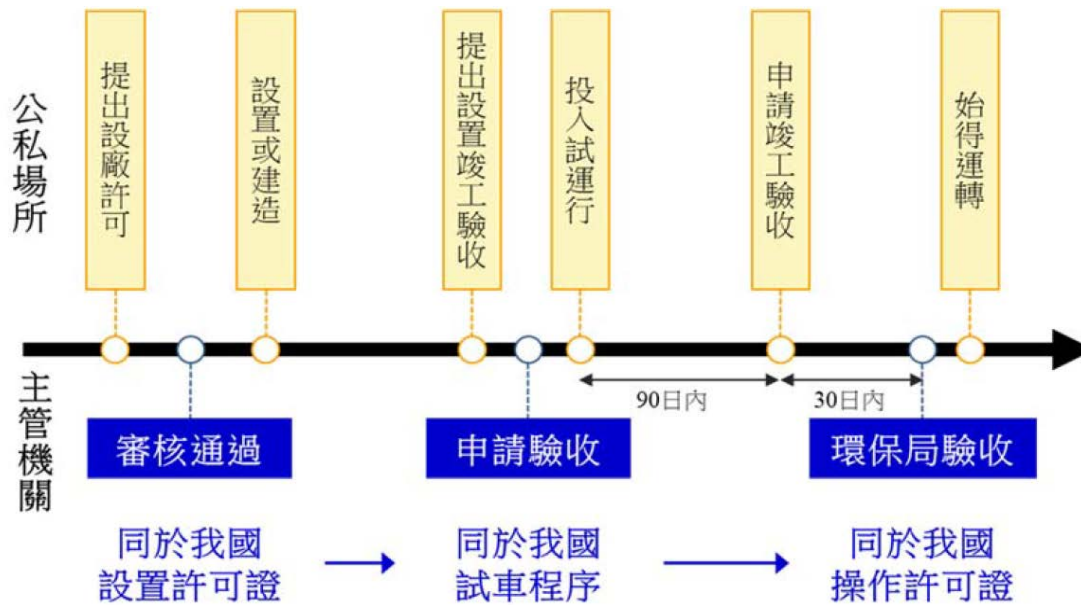 公私場所
提出設廠許可
設置或建造
提出設置竣工驗收
投入試運行
申請竣工驗收
始得運轉
90日內
30日內
主管機關
審核通過
申請驗收
環保局驗收
同於我國
設置許可證
同於我國
試車程序
同於我國
操作許可證